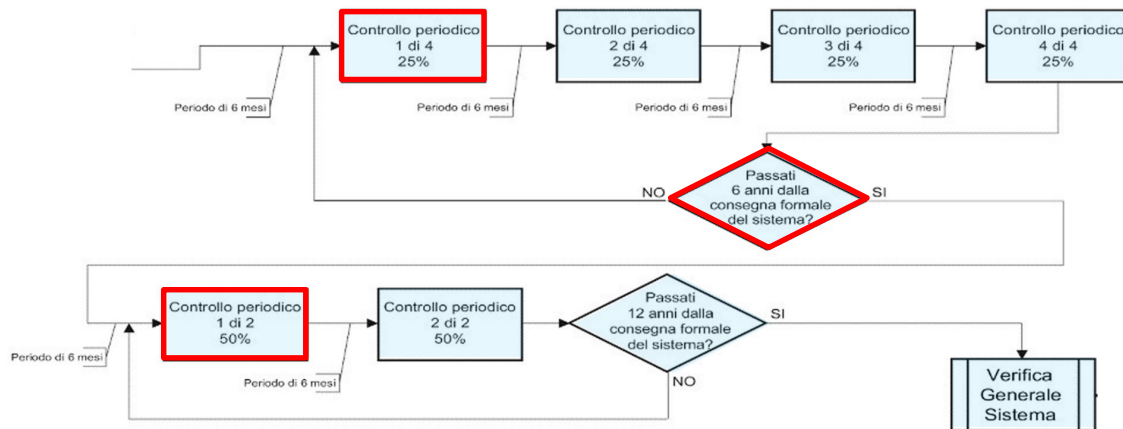 Controllo periodico
1 di 4
25%
Controllo periodico
2 di 4
25%
Controllo periodico
3 di 4
25%
Controllo periodico
4 di 4
25%
Periodo di 6 mesi
Periodo di 6 mesi
Periodo di 6 mesi
Periodo di 6 mesi
Passati
6 anni dalla
consegna formale
del sistema?
NO
SI
Controllo periodico
1 di 2
50%
Controllo periodico
2 di 2
50%
Passati
12 anni dalla
consegna formale
del sistema?
SI
NO
Periodo di 6 mesi
Periodo di 6 mesi
Verifica
Generale
Sistema